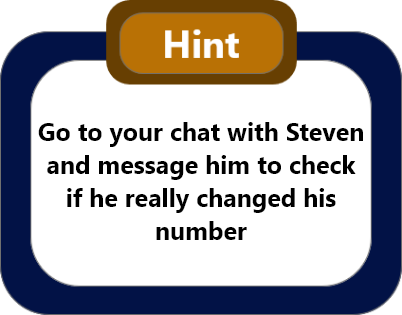 Hint
Go to your chat with Steven
and message him to check
if he really changed his
number